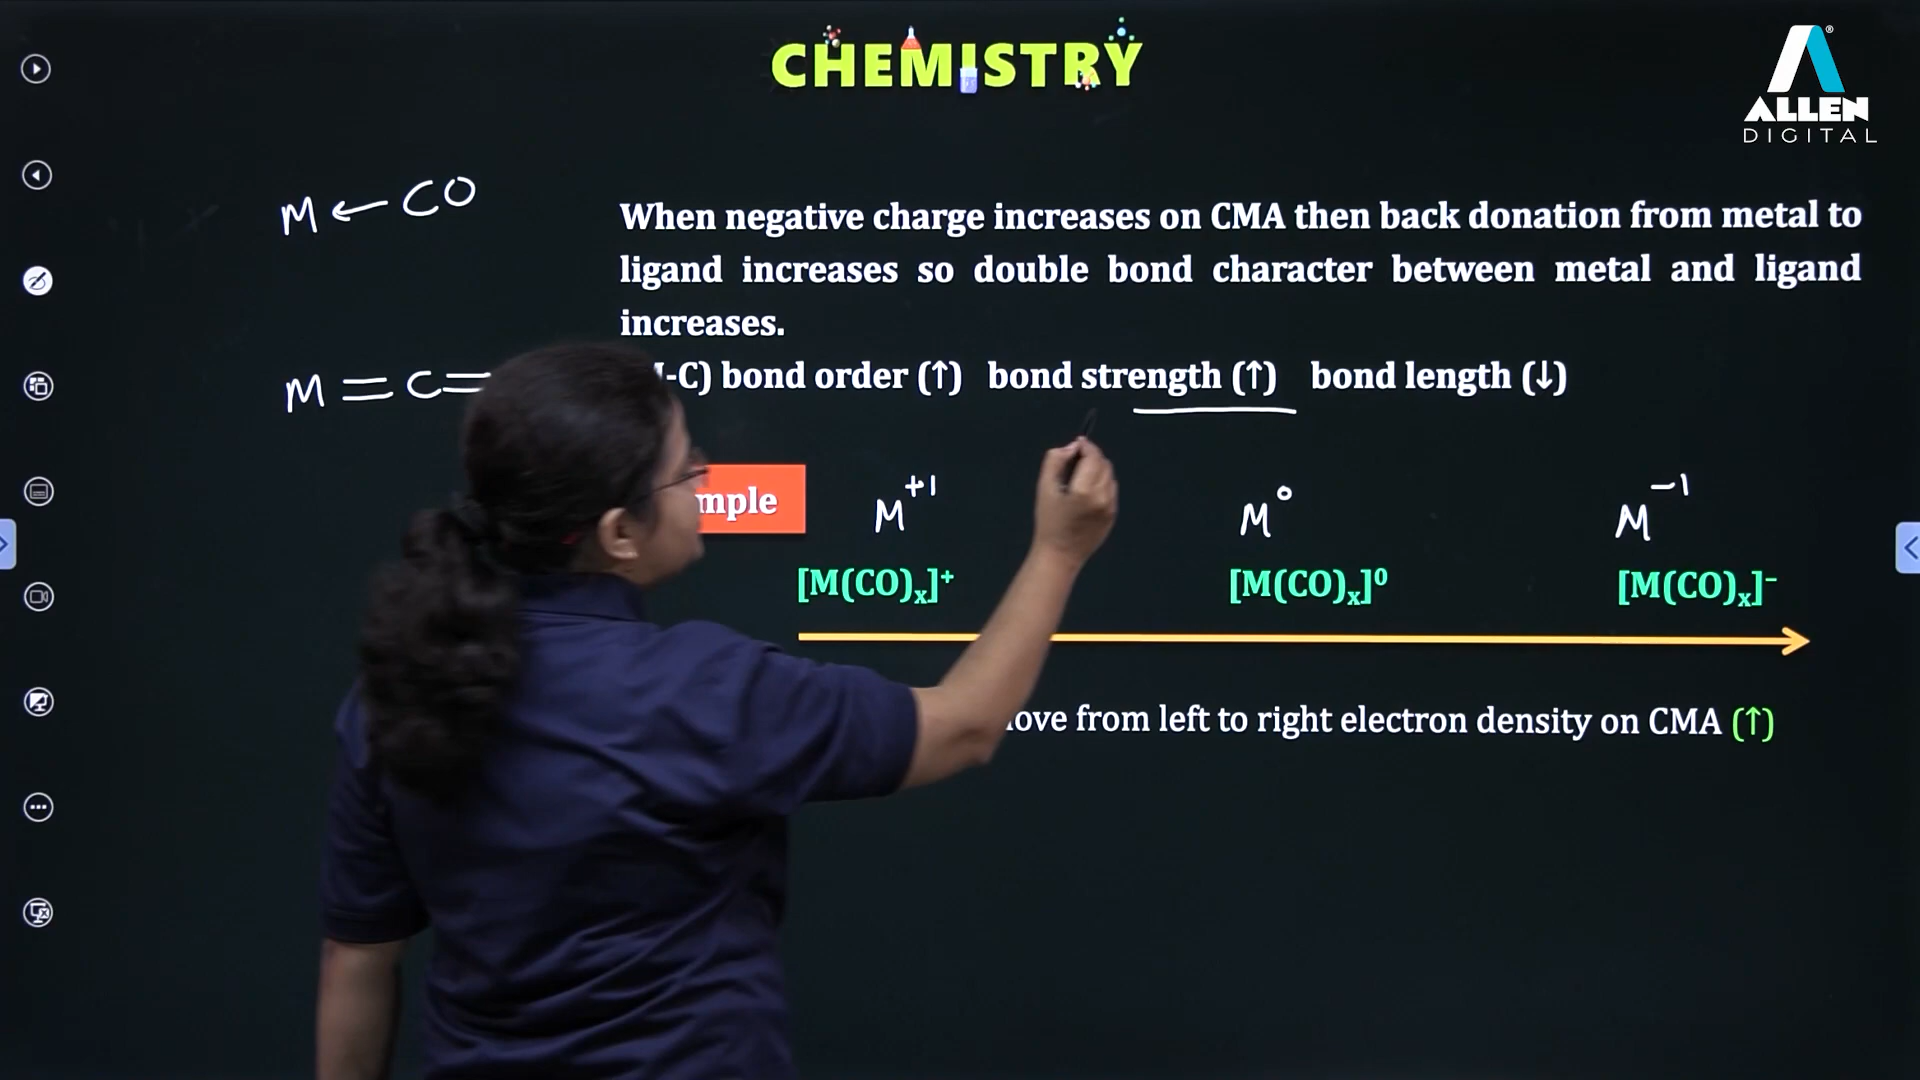 CHEMISTRY
ALLEN
DIGITAL
M ← CO
When negative charge increases on CMA then back donation from metal to
ligand increases so double bond character between metal and ligand
increases.
M = C =
-C) bond order (↑) bond strength (↑) bond length (↓)
mple
M⁺¹ M⁰ M⁻¹
[M(CO)ₓ]⁺ [M(CO)ₓ]⁰ [M(CO)ₓ]⁻
ove from left to right electron density on CMA (↑)